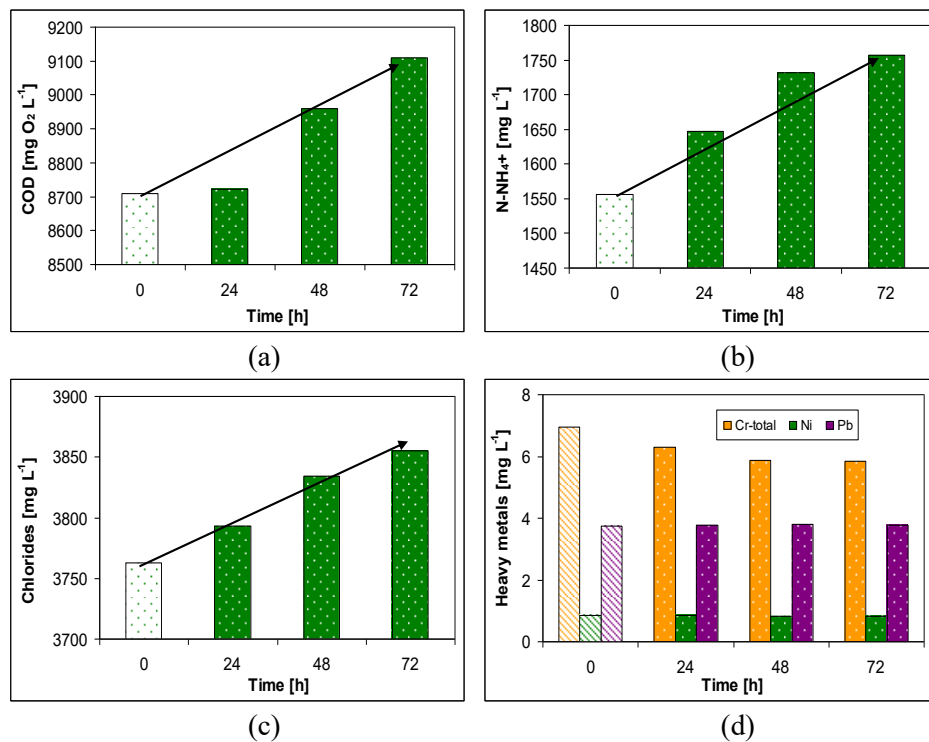 9200
9100
9000
8900
8800
8700
8600
8500
COD [mg O₂ L⁻¹]
0 24 48 72
Time [h]
(a)
1800
1750
1700
1650
1600
1550
1500
1450
N-NH₄+ [mg L⁻¹]
0 24 48 72
Time [h]
(b)
3900
3850
3800
3750
3700
Chlorides [mg L⁻¹]
0 24 48 72
Time [h]
(c)
8
6
4
2
0
Heavy metals [mg L⁻¹]
Cr-total Ni Pb
0 24 48 72
Time [h]
(d)